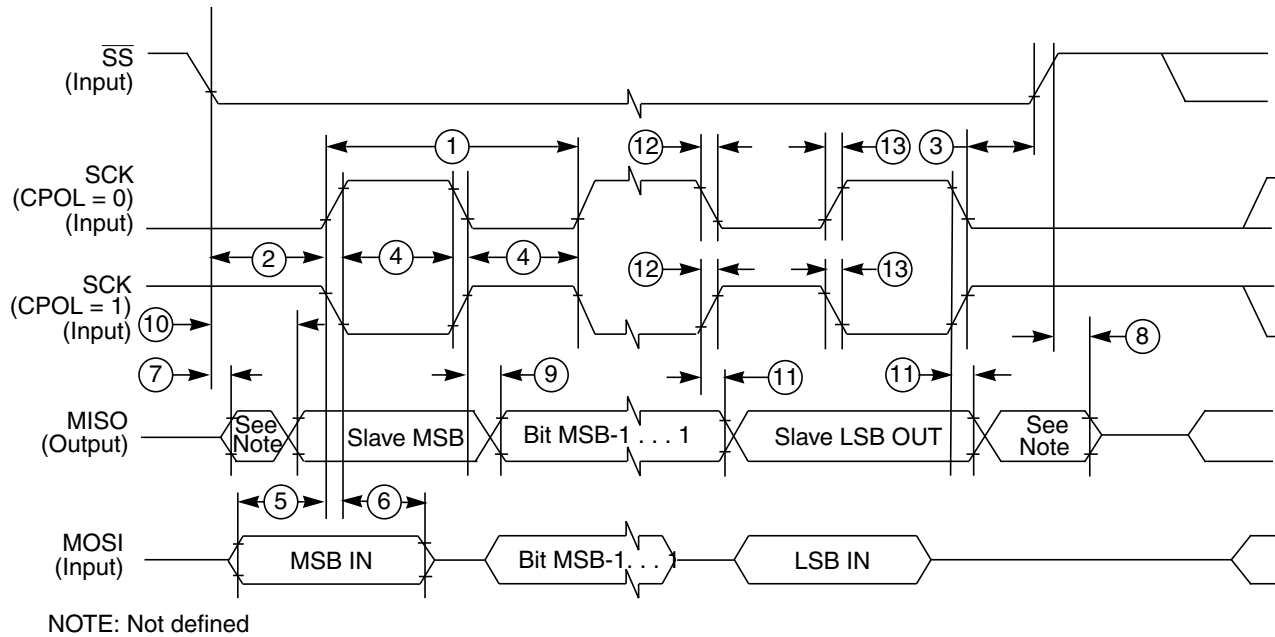 SS
(Input)
1
12
13
3
SCK
(CPOL = 0)
(Input)
2
4
4
12
13
SCK
(CPOL = 1)
(Input)
10
8
7
9
11
11
MISO
(Output)
See
Note
Slave MSB
Bit MSB-1 . . . 1
Slave LSB OUT
See
Note
5
6
MOSI
(Input)
MSB IN
Bit MSB-1. . . 1
LSB IN
NOTE: Not defined